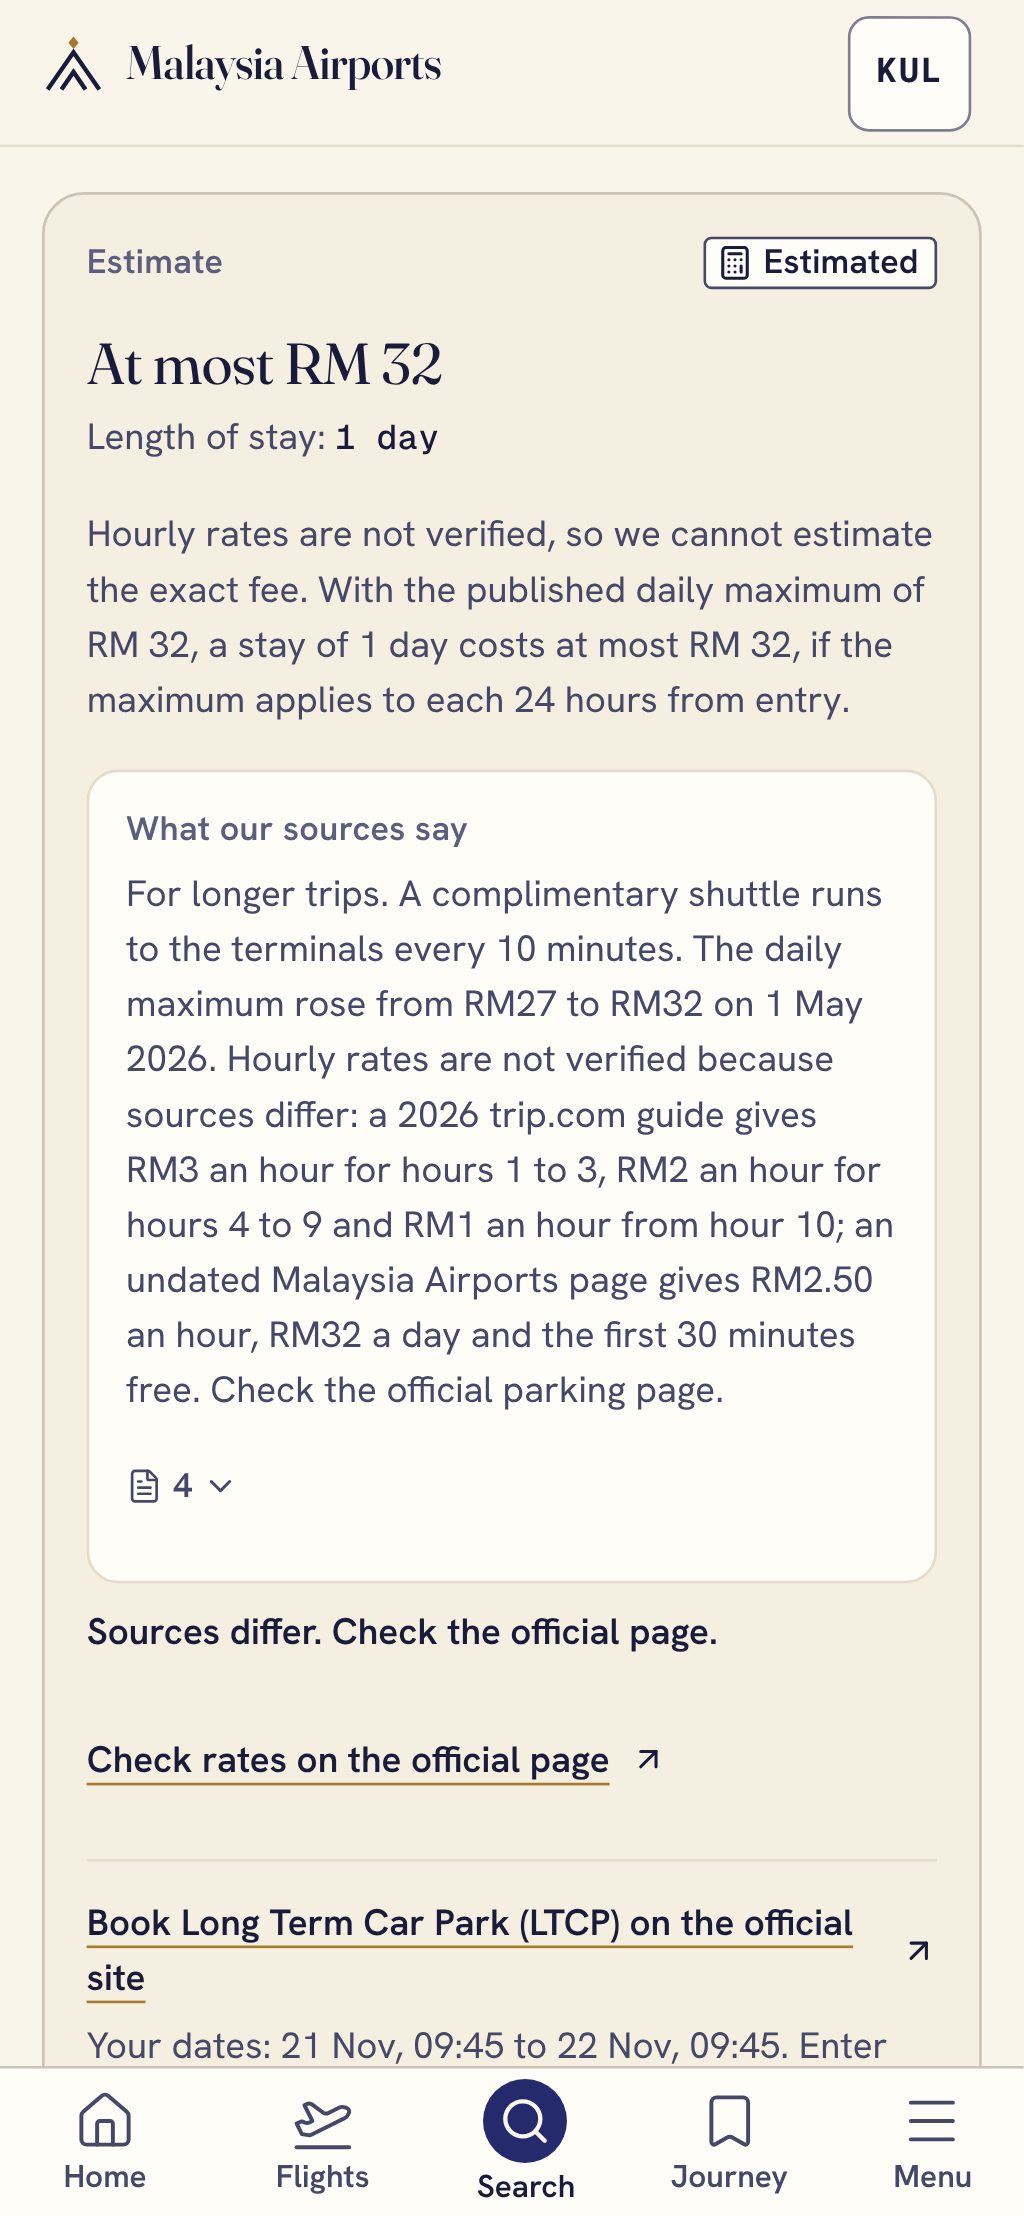 Malaysia Airports
KUL
Estimate
Estimated
At most RM 32
Length of stay: 1 day
Hourly rates are not verified, so we cannot estimate
the exact fee. With the published daily maximum of
RM 32, a stay of 1 day costs at most RM 32, if the
maximum applies to each 24 hours from entry.
What our sources say
For longer trips. A complimentary shuttle runs
to the terminals every 10 minutes. The daily
maximum rose from RM27 to RM32 on 1 May
2026. Hourly rates are not verified because
sources differ: a 2026 trip.com guide gives
RM3 an hour for hours 1 to 3, RM2 an hour for
hours 4 to 9 and RM1 an hour from hour 10; an
undated Malaysia Airports page gives RM2.50
an hour, RM32 a day and the first 30 minutes
free. Check the official parking page.
4
Sources differ. Check the official page.
Check rates on the official page
Book Long Term Car Park (LTCP) on the official
site
Your dates: 21 Nov, 09:45 to 22 Nov, 09:45. Enter
Home
Flights
Search
Journey
Menu